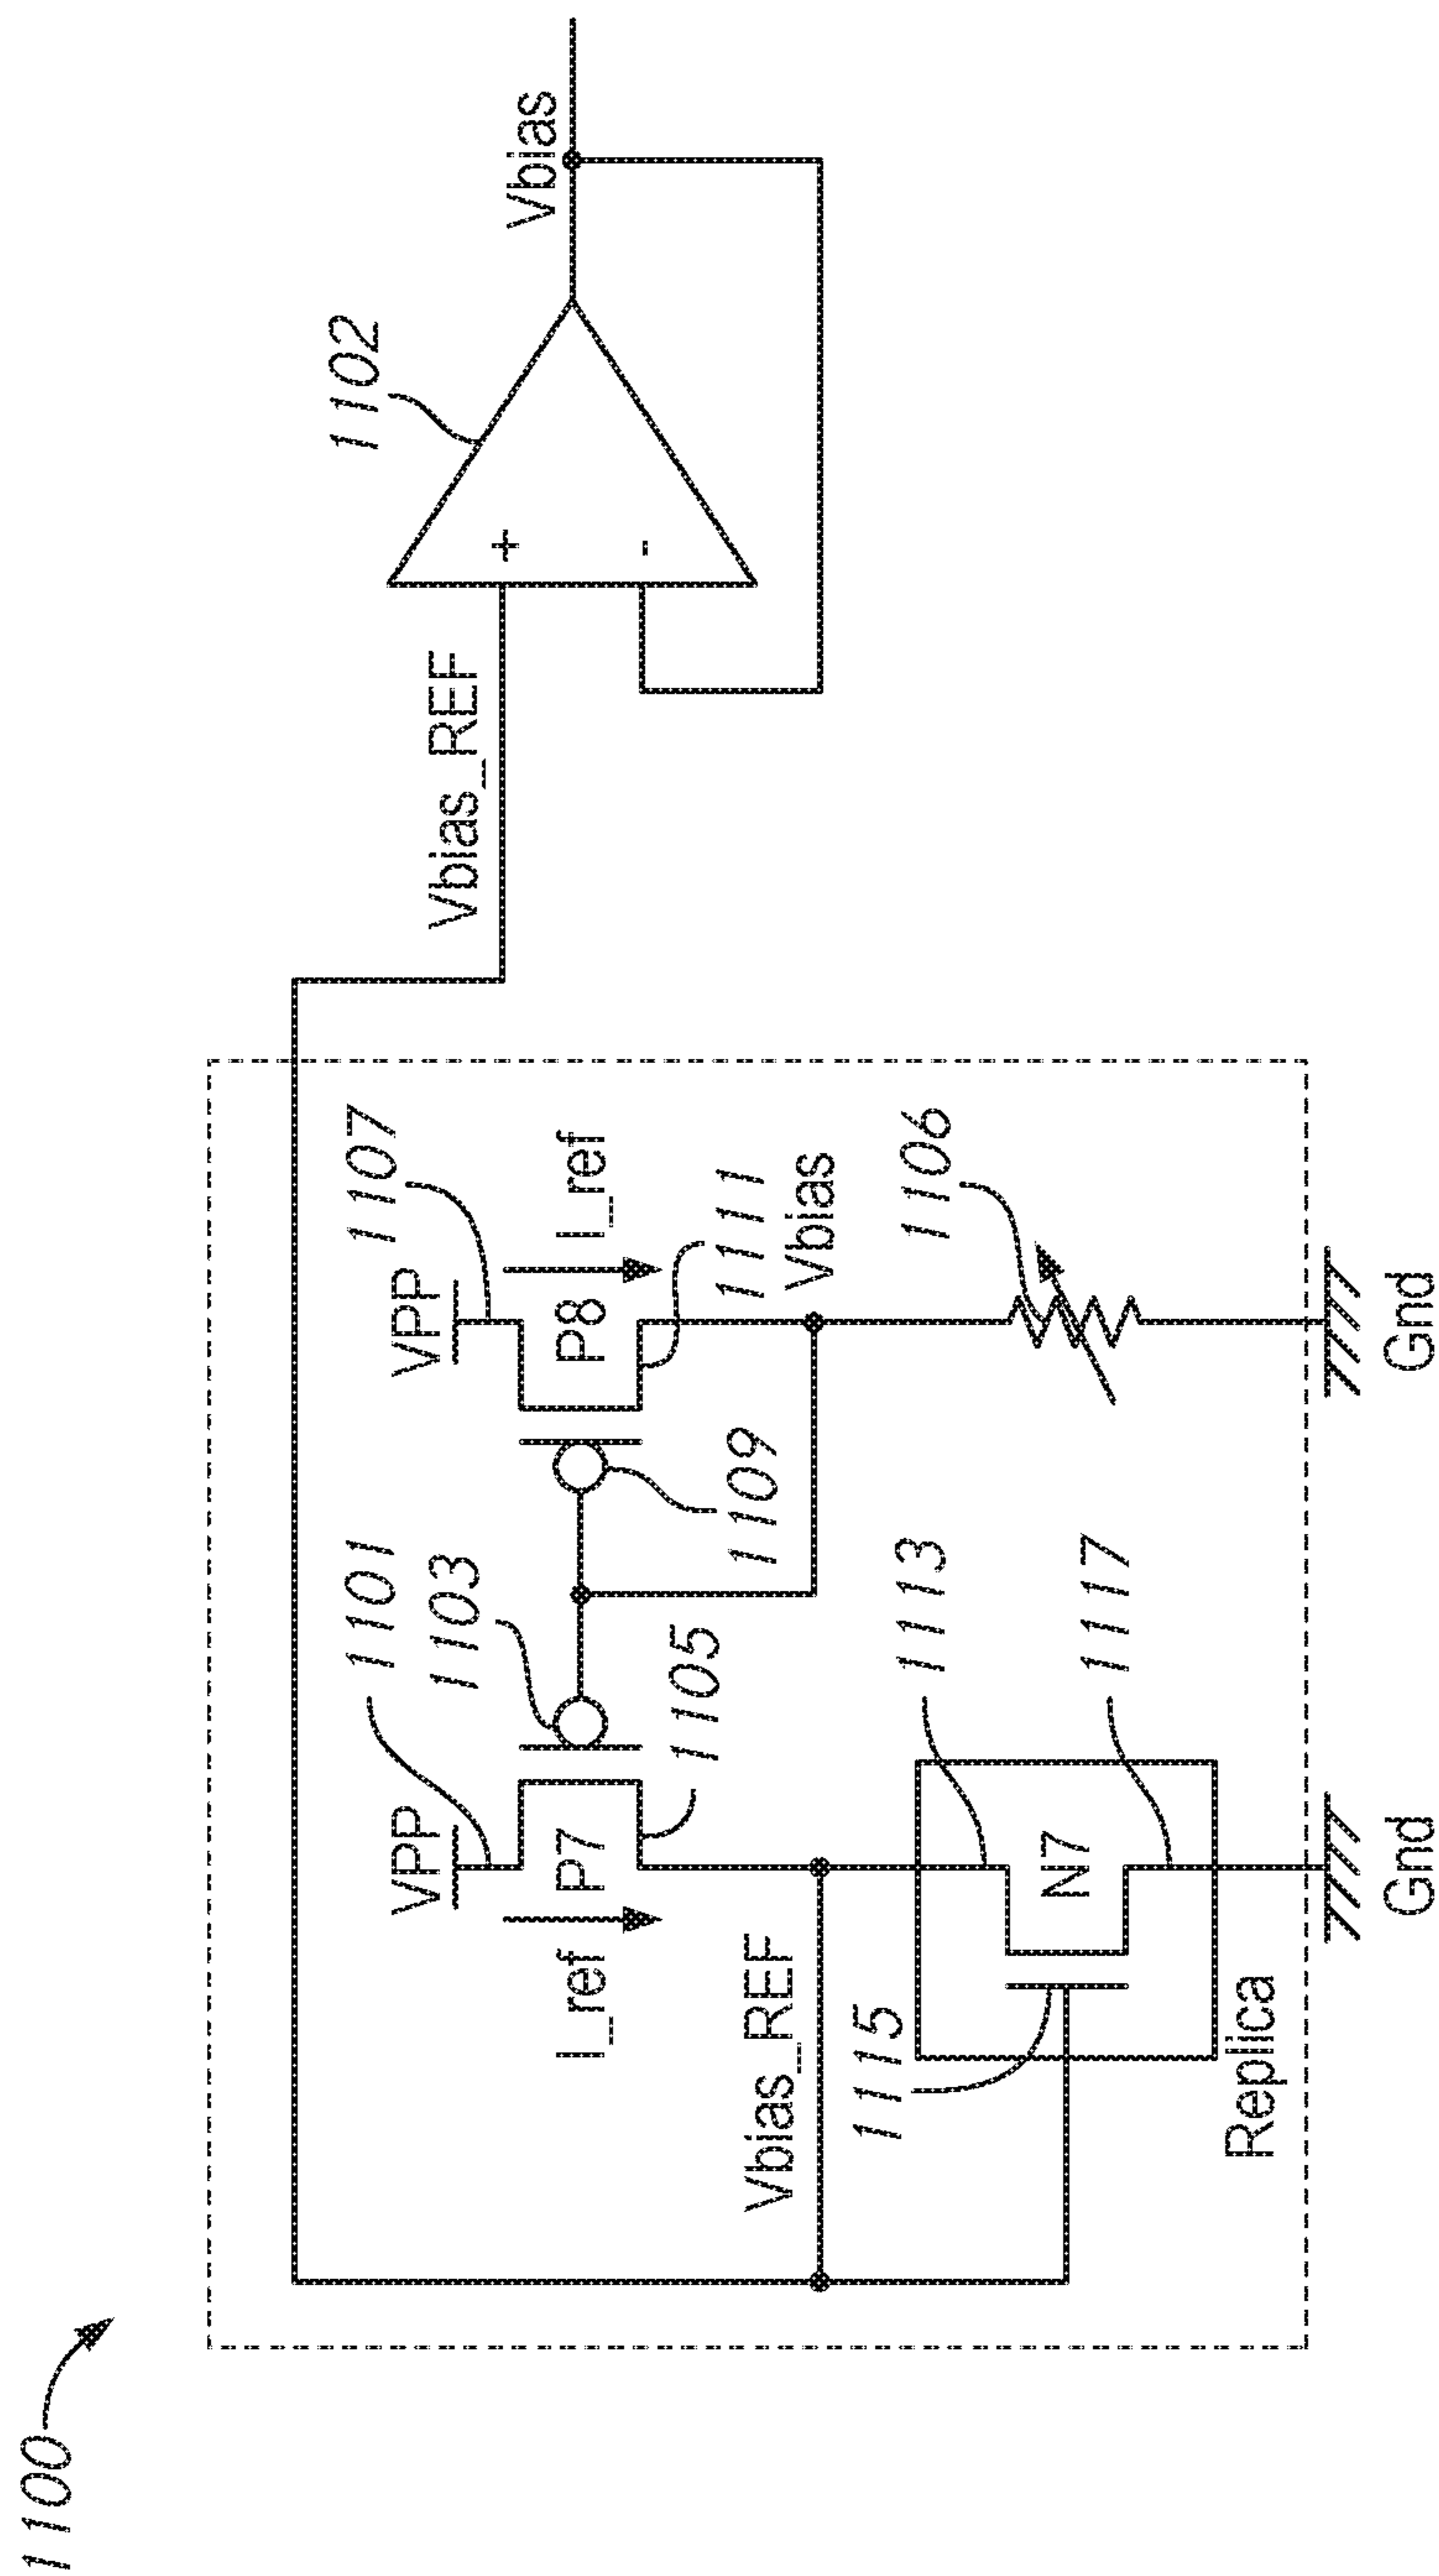 1100
1101
1107
VPP
VPP
1103
1102
Vbias_REF
Vbias
I_ref
P7
P8
I_ref
+
-
1105
1109
1111
Vbias_REF
Vbias
1115
1113
1106
N7
1117
Replica
Gnd
Gnd